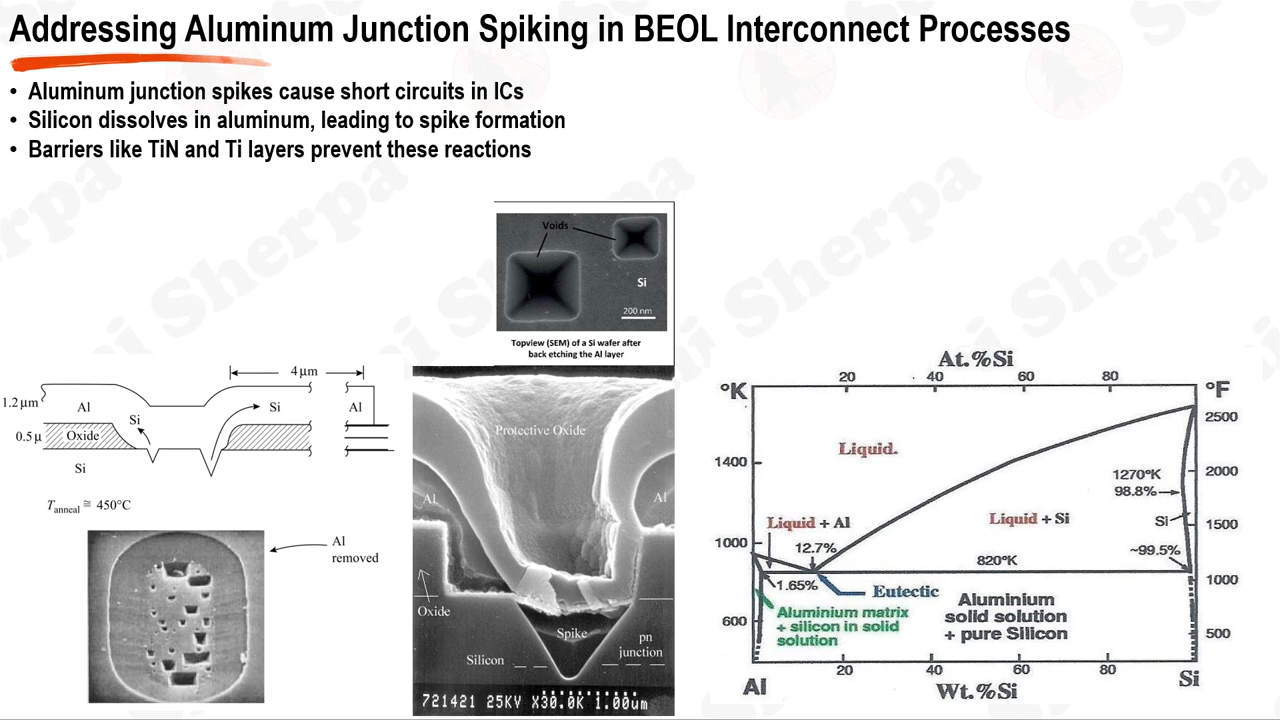 Addressing Aluminum Junction Spiking in BEOL Interconnect Processes
• Aluminum junction spikes cause short circuits in ICs
• Silicon dissolves in aluminum, leading to spike formation
• Barriers like TiN and Ti layers prevent these reactions
Voids
Si
200 nm
Topview (SEM) of a Si wafer after
back etching the Al layer
4 μm
1.2 μm
Al
Si
Si
Al
0.5 μ
Oxide
Si
Tanneal ≅ 450°C
Al
removed
Protective Oxide
Al
Al
Oxide
Spike
pn
junction
Silicon
721421 25KV X30.0K 1.00um
At.%Si
20 40 60 80
°K
°F
2500
Liquid.
1400
1270°K
2000
98.8%
Liquid + Al
Liquid + Si
Si
1500
1000
12.7%
~99.5%
820°K
1.65%
Eutectic
1000
Aluminium matrix
+ silicon in solid
solution
Aluminium
solid solution
+ pure Silicon
600
500
20 40 60 80
Al
Wt.%Si
Si
Sherpa